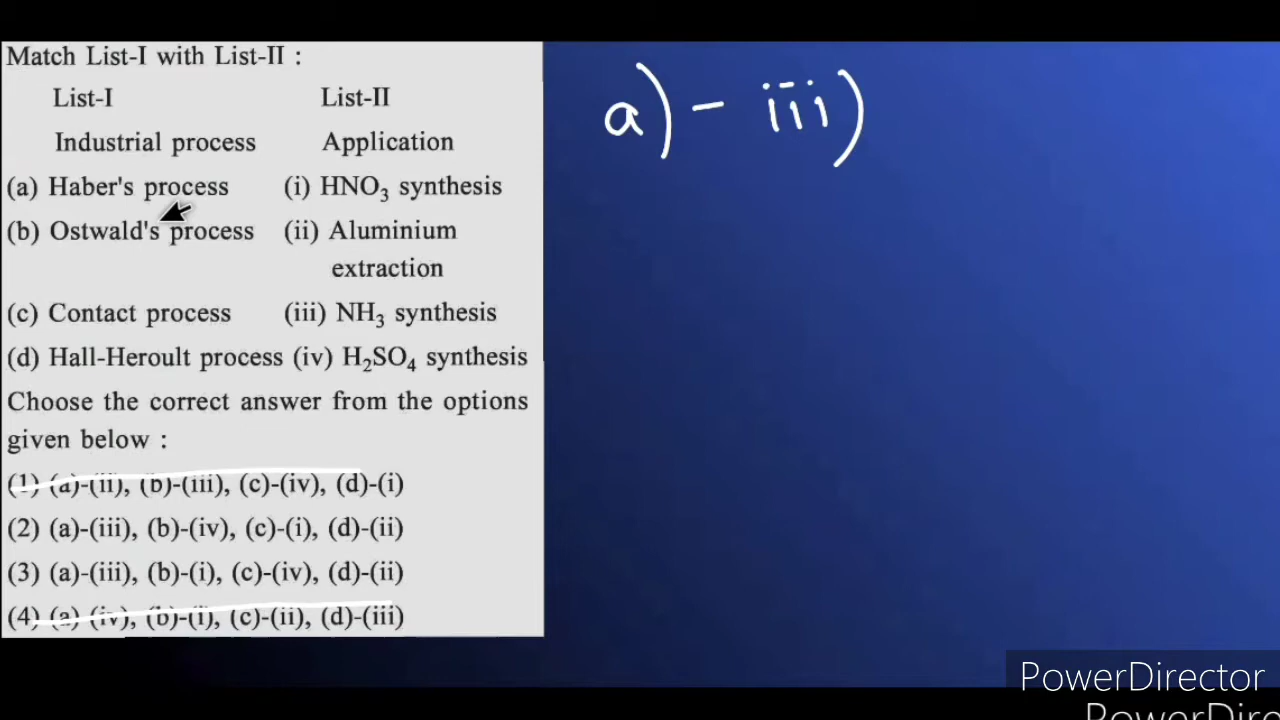 Match List-I with List-II :
List-I List-II
Industrial process Application
(a) Haber's process (i) HNO₃ synthesis
(b) Ostwald's process (ii) Aluminium
extraction
(c) Contact process (iii) NH₃ synthesis
(d) Hall-Heroult process (iv) H₂SO₄ synthesis
Choose the correct answer from the options
given below :
(1) (a)-(ii), (b)-(iii), (c)-(iv), (d)-(i)
(2) (a)-(iii), (b)-(iv), (c)-(i), (d)-(ii)
(3) (a)-(iii), (b)-(i), (c)-(iv), (d)-(ii)
(4) (a)-(iv), (b)-(i), (c)-(ii), (d)-(iii)
a) - iii)
PowerDirector
PowerDire